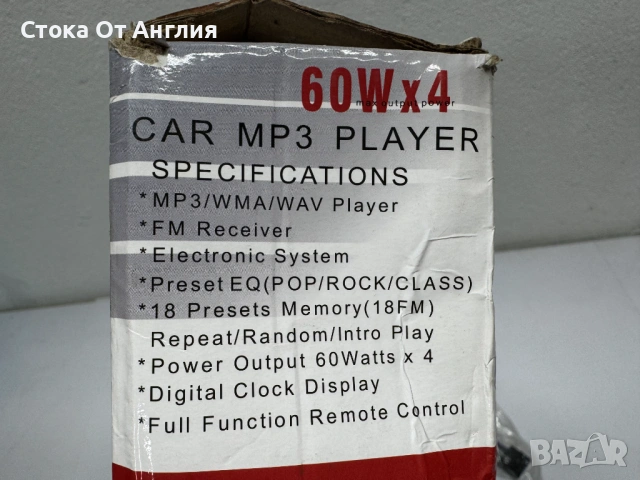 Стока От Англия
60Wx4
max output power
CAR MP3 PLAYER
SPECIFICATIONS
*MP3/WMA/WAV Player
*FM Receiver
*Electronic System
*Preset EQ(POP/ROCK/CLASS)
*18 Presets Memory(18FM)
Repeat/Random/Intro Play
*Power Output 60Watts x 4
*Digital Clock Display
*Full Function Remote Control
BAZAR